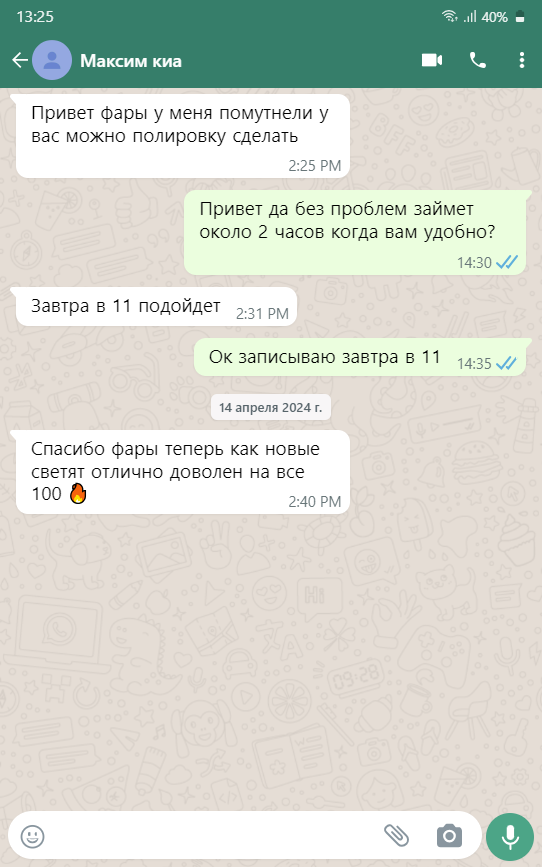 13:25
40%
Максим киа
Привет фары у меня помутнели у
вас можно полировку сделать
2:25 PM
Привет да без проблем займет
около 2 часов когда вам удобно?
14:30
Завтра в 11 подойдет
2:31 PM
Ок записываю завтра в 11
14:35
14 апреля 2024 г.
Спасибо фары теперь как новые
светят отлично доволен на все
100 🔥
2:40 PM